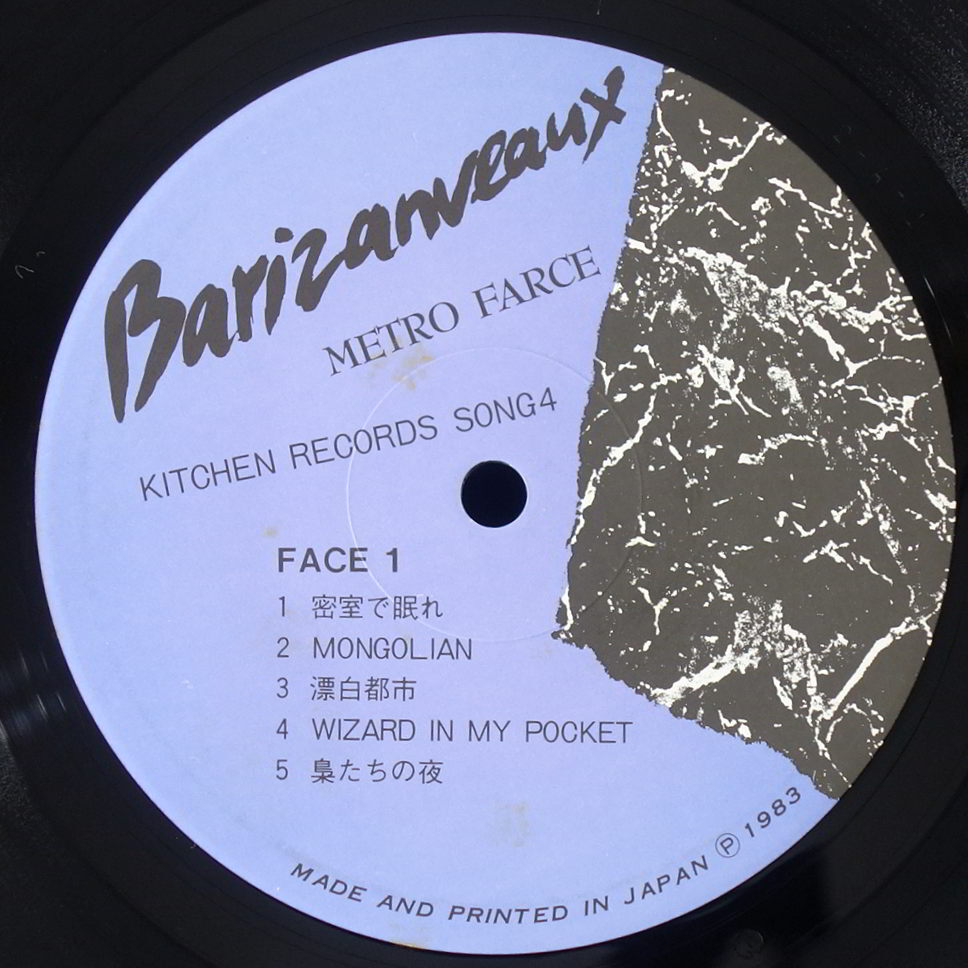 Barizanveaux
METRO FARCE
KITCHEN RECORDS SONG4
FACE 1
1 密室で眠れ
2 MONGOLIAN
3 漂白都市
4 WIZARD IN MY POCKET
5 梟たちの夜
MADE AND PRINTED IN JAPAN Ⓟ 1983